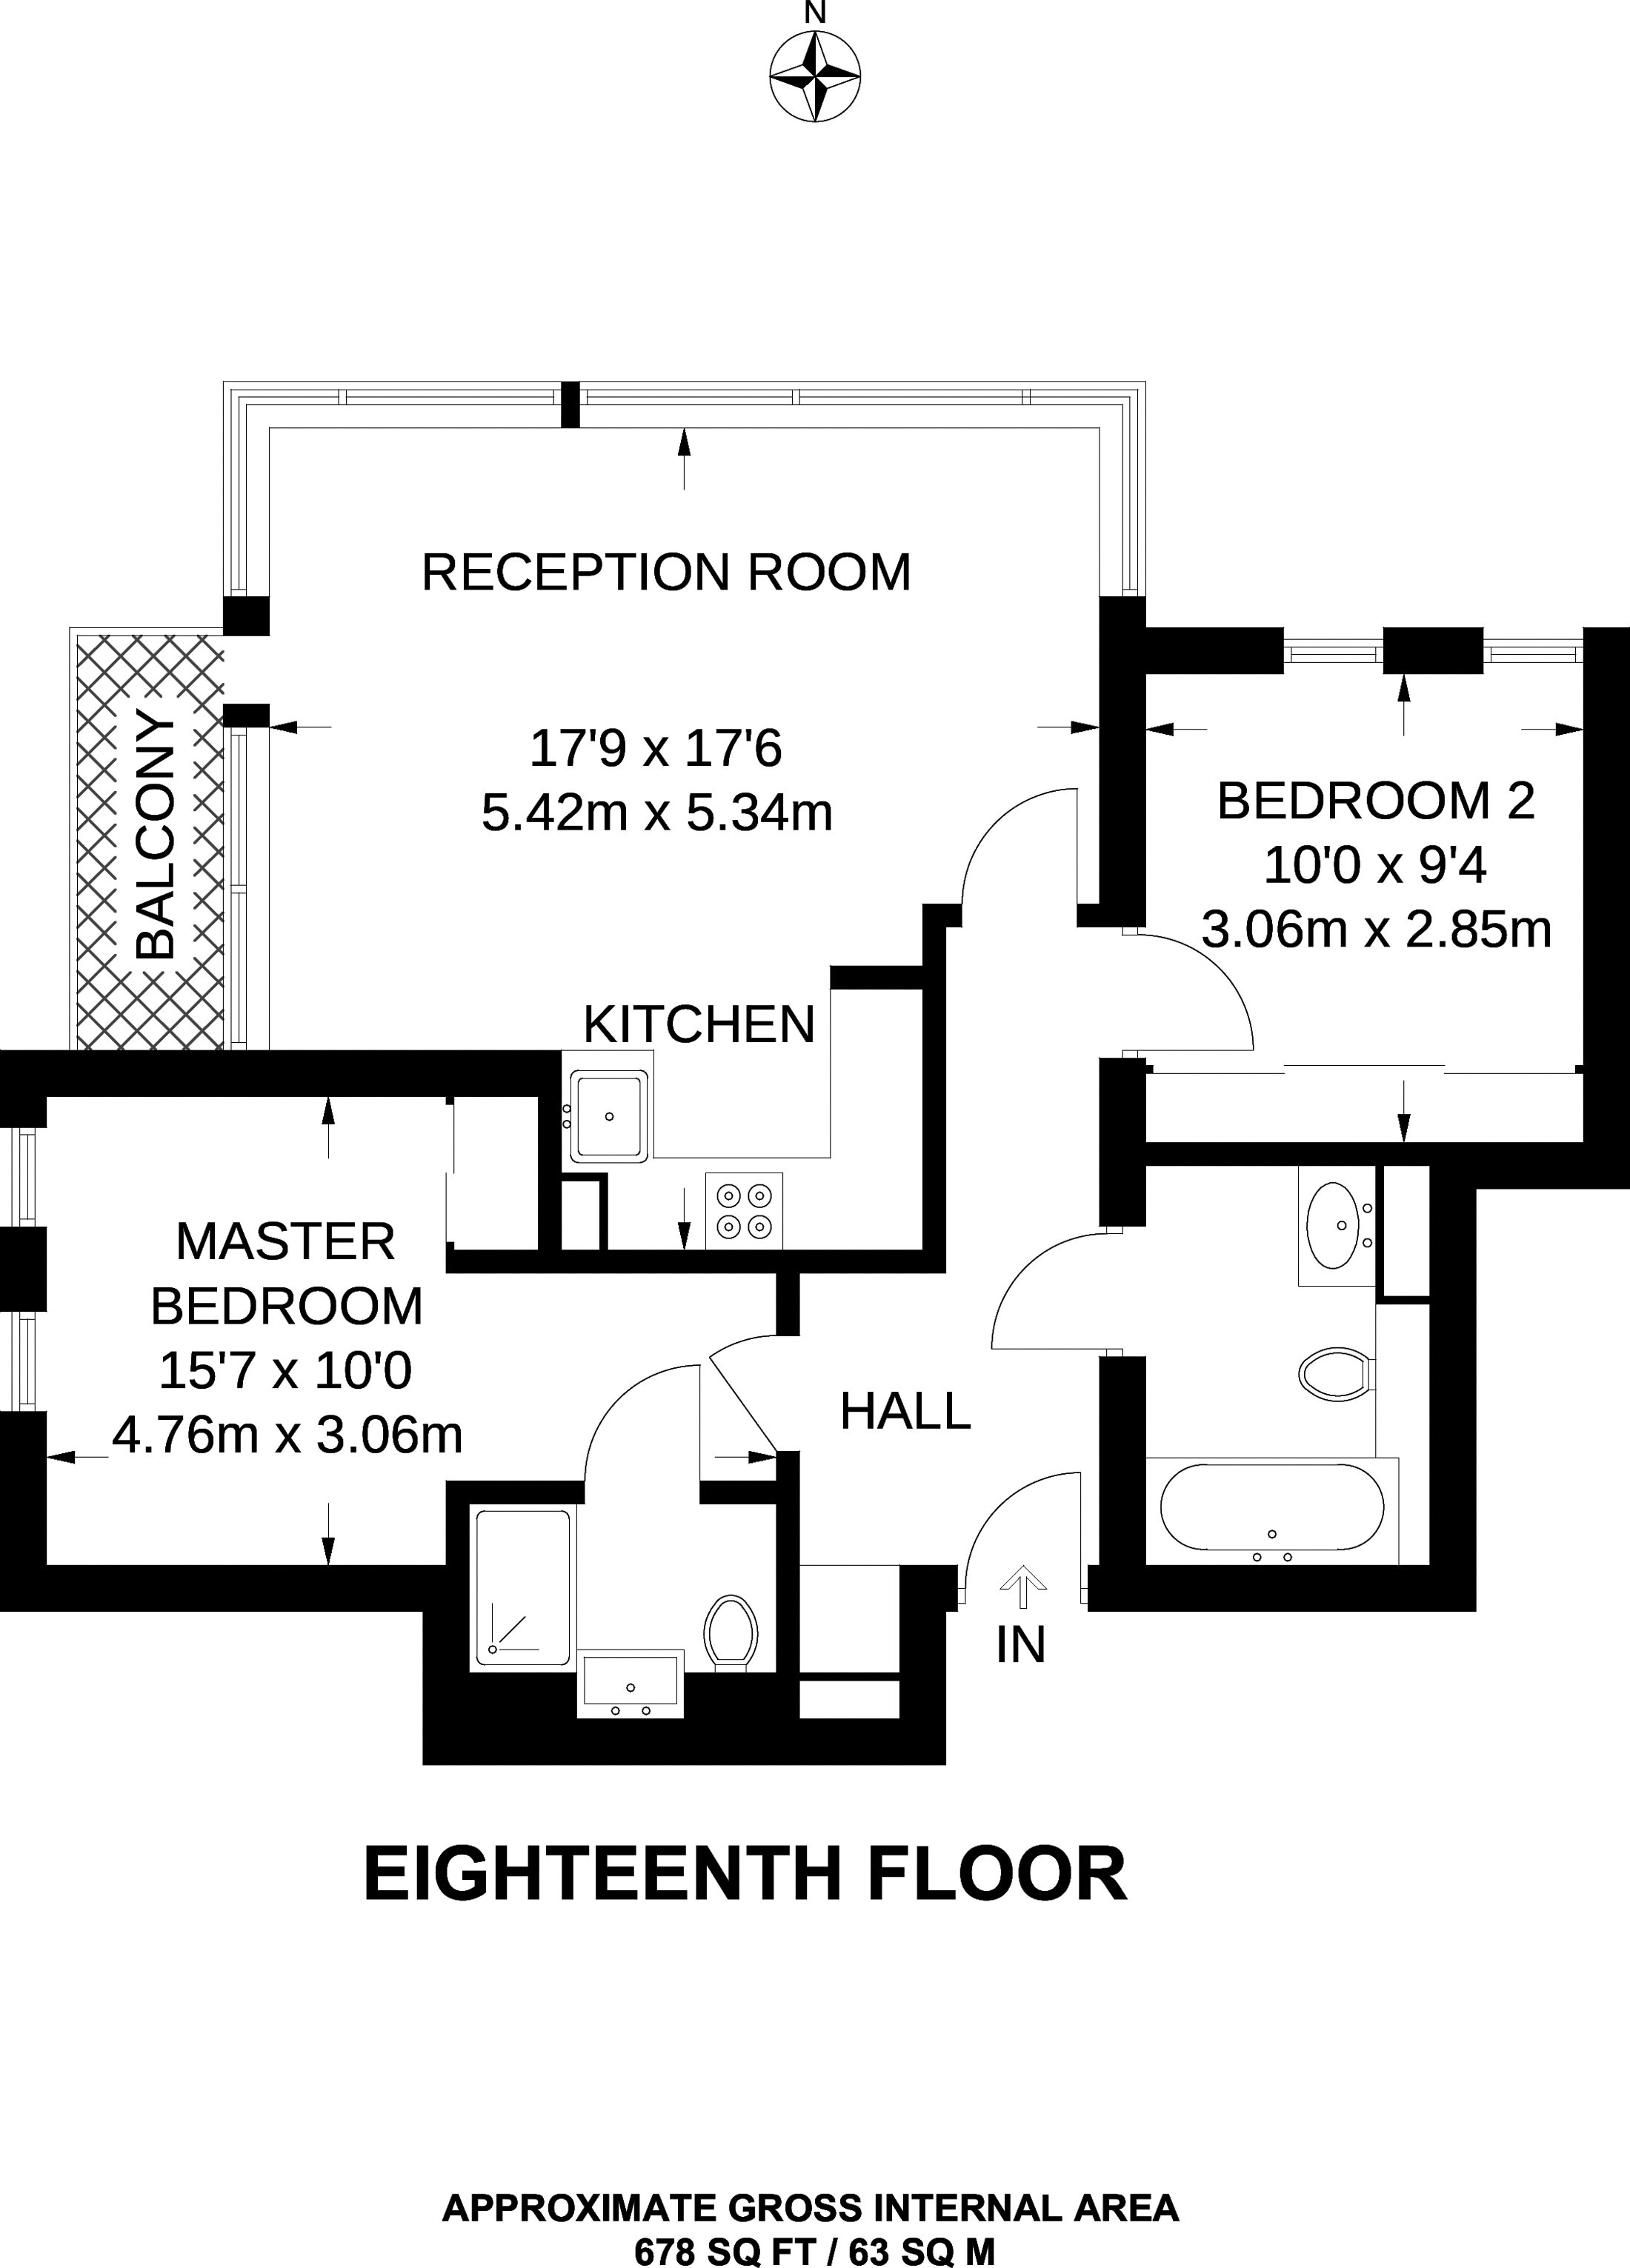 N
RECEPTION ROOM
17'9 x 17'6
5.42m x 5.34m
BALCONY
BEDROOM 2
10'0 x 9'4
3.06m x 2.85m
KITCHEN
MASTER
BEDROOM
15'7 x 10'0
4.76m x 3.06m
HALL
IN
EIGHTEENTH FLOOR
APPROXIMATE GROSS INTERNAL AREA
678 SQ FT / 63 SQ M